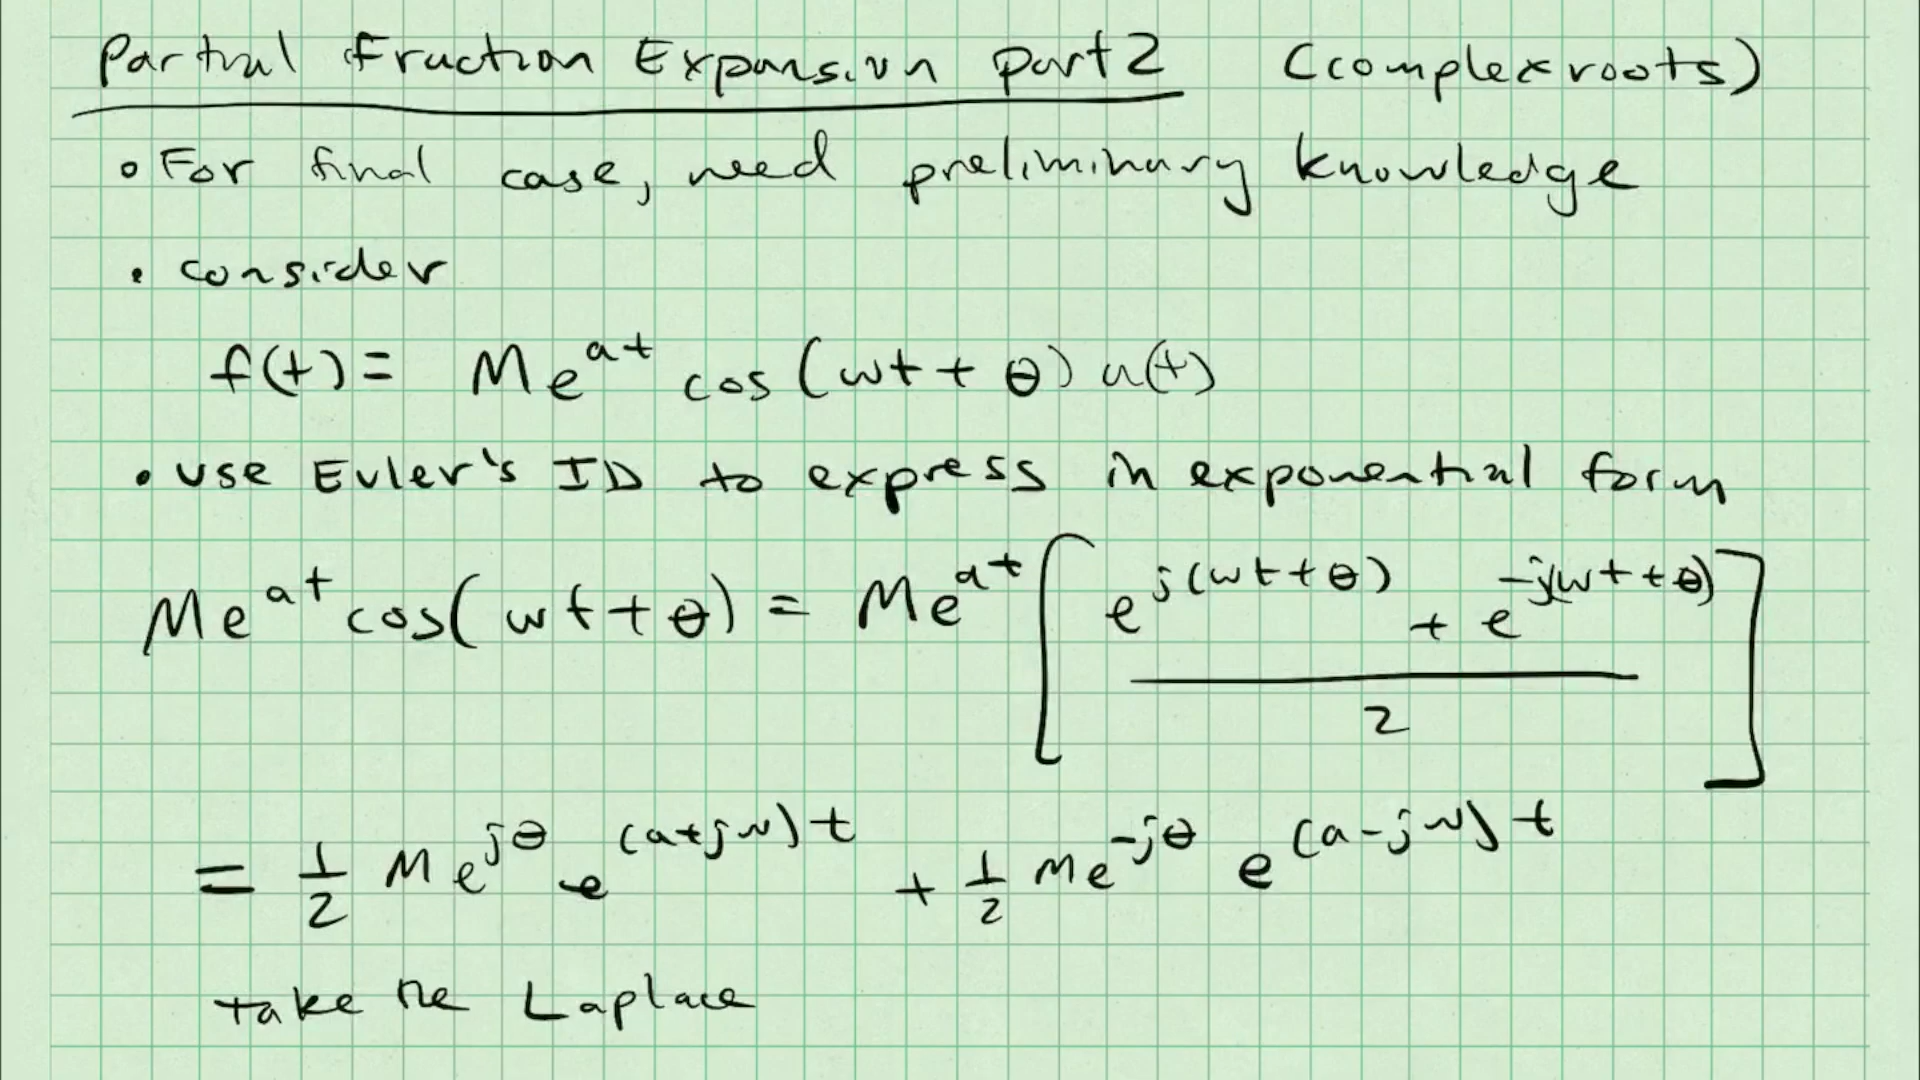 Partial Fraction Expansion part 2 (complex roots)
• For final case, need preliminary knowledge
• consider
f(t) = Me^{at} cos(ωt + θ) u(t)
• use Euler's ID to express in exponential form
Me^{at} cos(ωt + θ) = Me^{at} [ (e^{j(ωt+θ)} + e^{-j(ωt+θ)}) / 2 ]
= 1/2 Me^{jθ} e^{(a+jω)t} + 1/2 Me^{-jθ} e^{(a-jω)t}
take the Laplace